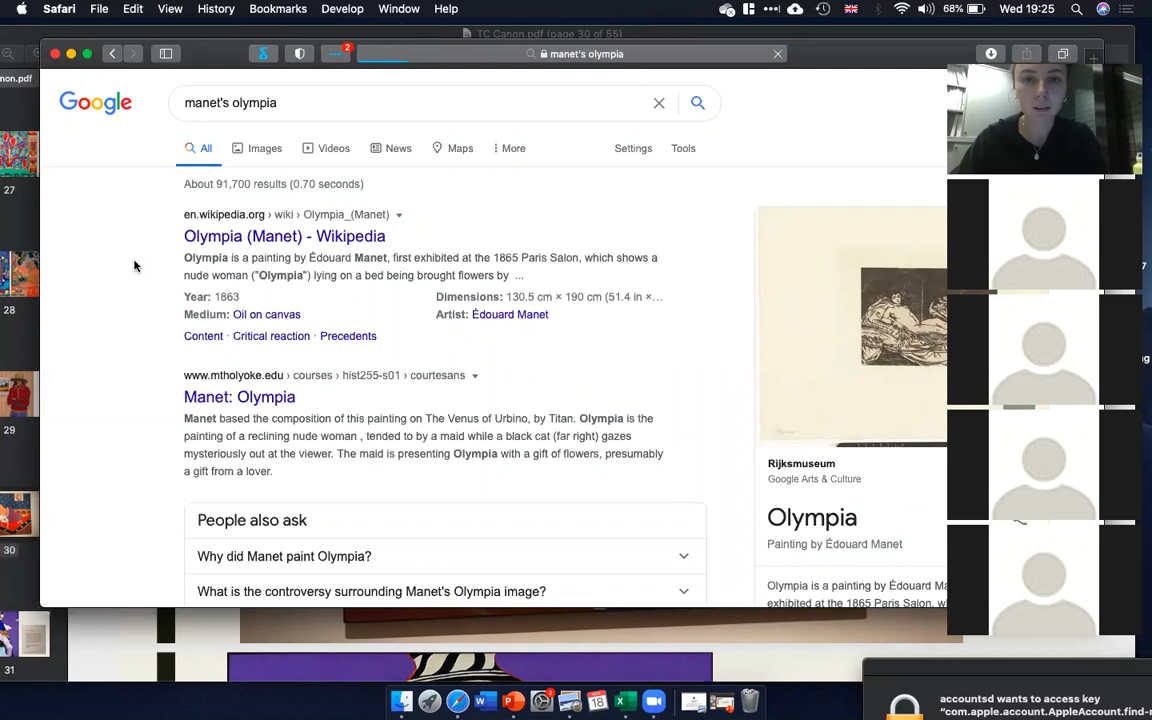 Safari File Edit View History Bookmarks Develop Window Help
68% Wed 19:25
TC Canon.pdf (page 30 of 55)
2
manet's olympia
non.pdf
Google
manet's olympia
All Images Videos News Maps More Settings Tools
About 91,700 results (0.70 seconds)
en.wikipedia.org › wiki › Olympia_(Manet)
Olympia (Manet) - Wikipedia
Olympia is a painting by Édouard Manet, first exhibited at the 1865 Paris Salon, which shows a
nude woman ("Olympia") lying on a bed being brought flowers by ...
Year: 1863
Dimensions: 130.5 cm × 190 cm (51.4 in ×...
Medium: Oil on canvas
Artist: Édouard Manet
Content · Critical reaction · Precedents
www.mtholyoke.edu › courses › hist255-s01 › courtesans
Manet: Olympia
Manet based the composition of this painting on The Venus of Urbino, by Titan. Olympia is the
painting of a reclining nude woman , tended to by a maid while a black cat (far right) gazes
mysteriously out at the viewer. The maid is presenting Olympia with a gift of flowers, presumably
a gift from a lover.
People also ask
Why did Manet paint Olympia?
What is the controversy surrounding Manet's Olympia image?
Rijksmuseum
Google Arts & Culture
Olympia
Painting by Édouard Manet
Olympia is a painting by Édouard Ma
exhibited at the 1865 Paris Salon, w
27
28
29
30
31
NOV
18
2
accountsd wants to access key
"com.apple.account.AppleAccount.find-m